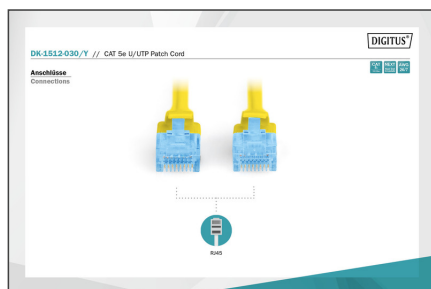 DIGITUS®
DK-1512-030/Y // CAT 5e U/UTP Patch Cord
Anschlüsse
Connections
RJ45